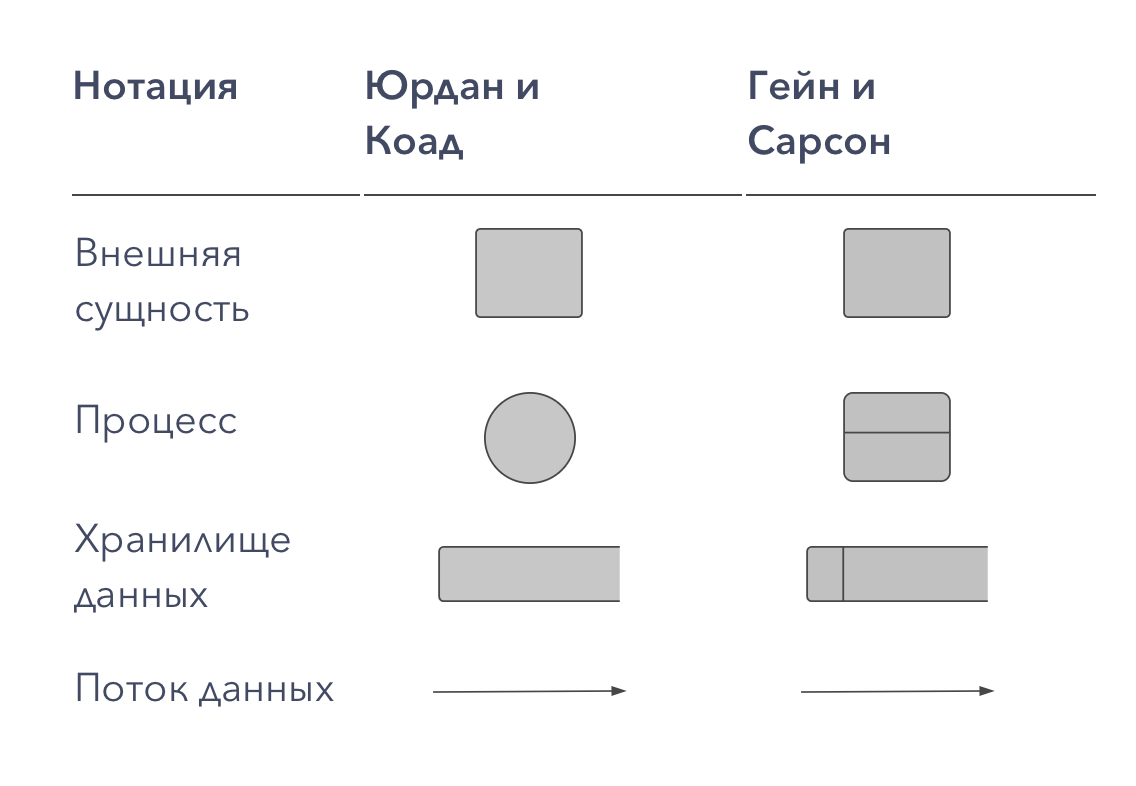 Нотация
Юрдан и
Коад
Гейн и
Сарсон
Внешняя
сущность
Процесс
Хранилище
данных
Поток данных